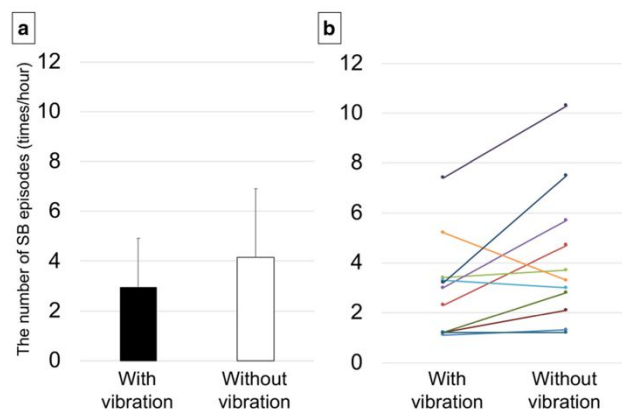 a
The number of SB episodes (times/hour)
12
10
8
6
4
2
0
With
vibration
Without
vibration
b
12
10
8
6
4
2
0
With
vibration
Without
vibration